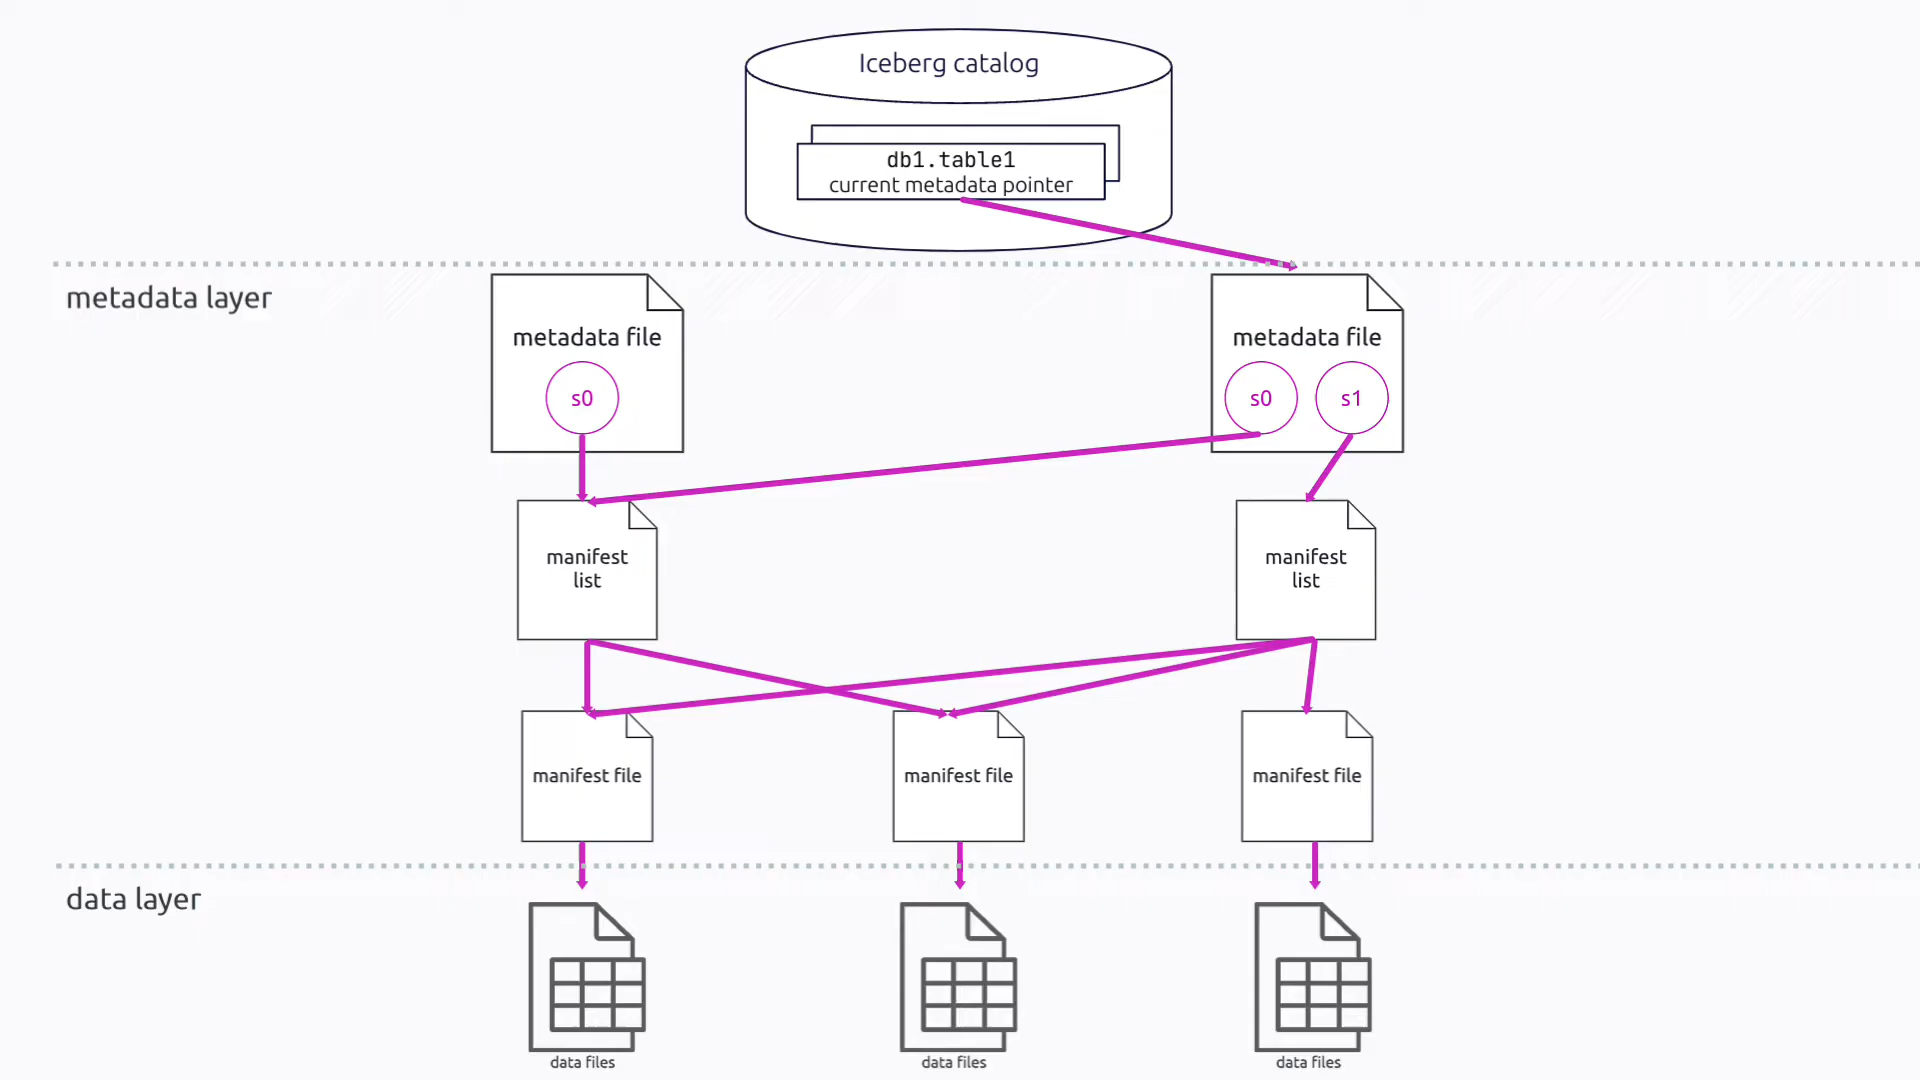 Iceberg catalog
db1.table1
current metadata pointer
metadata layer
metadata file
s0
metadata file
s0
s1
manifest
list
manifest
list
manifest file
manifest file
manifest file
data layer
data files
data files
data files